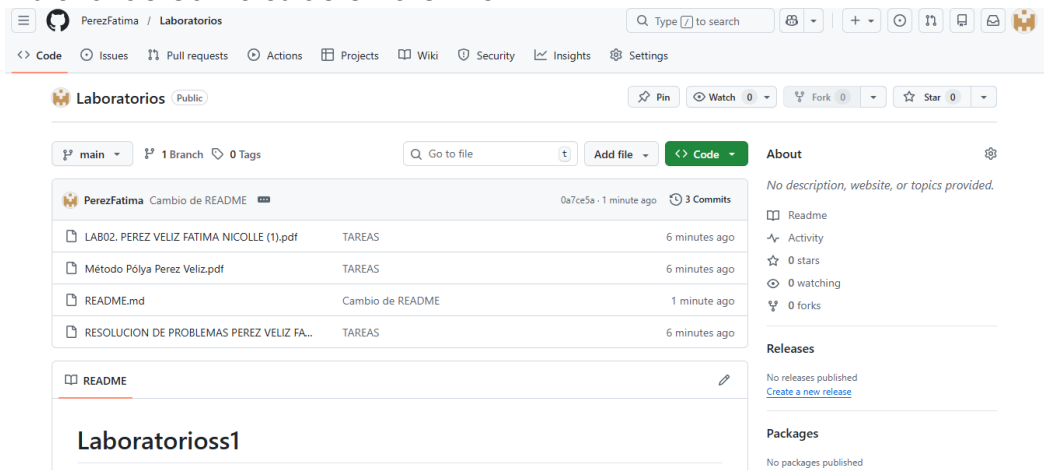 PerezFatima / Laboratorios
Type / to search
Code Issues Pull requests Actions Projects Wiki Security Insights Settings
Laboratorios Public
Pin Watch 0 Fork 0 Star 0
main 1 Branch 0 Tags
Go to file t Add file Code
PerezFatima Cambio de README 0a7ce5a · 1 minute ago 3 Commits
LAB02. PEREZ VELIZ FATIMA NICOLLE (1).pdf TAREAS 6 minutes ago
Método Pólya Perez Veliz.pdf TAREAS 6 minutes ago
README.md Cambio de README 1 minute ago
RESOLUCION DE PROBLEMAS PEREZ VELIZ FA... TAREAS 6 minutes ago
README
Laboratorioss1
About
No description, website, or topics provided.
Readme
Activity
0 stars
0 watching
0 forks
Releases
No releases published
Create a new release
Packages
No packages published